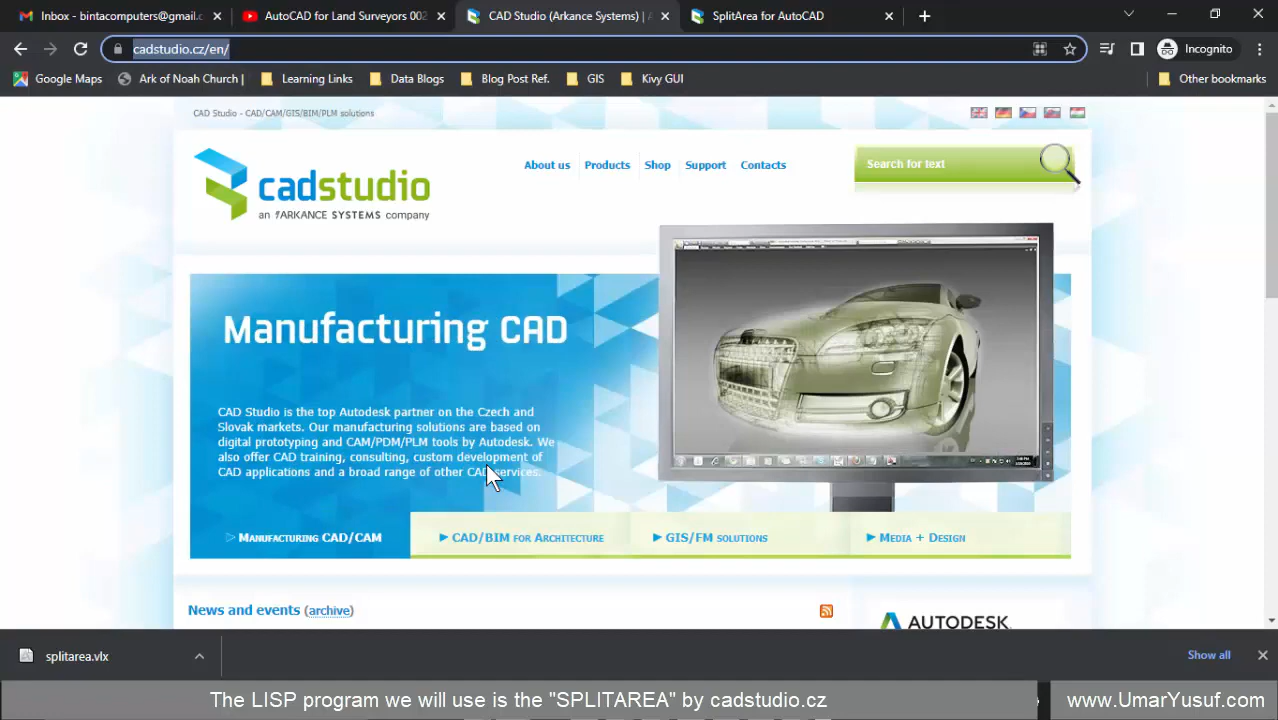 Inbox - bintacomputers@gmail.c
AutoCAD for Land Surveyors 002
CAD Studio (Arkance Systems) | A
SplitArea for AutoCAD
cadstudio.cz/en/
Incognito
Google Maps
Ark of Noah Church |
Learning Links
Data Blogs
Blog Post Ref.
GIS
Kivy GUI
Other bookmarks
CAD Studio - CAD/CAM/GIS/BIM/PLM solutions
cadstudio
an ARKANCE SYSTEMS company
About us
Products
Shop
Support
Contacts
Search for text
Manufacturing CAD
CAD Studio is the top Autodesk partner on the Czech and
Slovak markets. Our manufacturing solutions are based on
digital prototyping and CAM/PDM/PLM tools by Autodesk. We
also offer CAD training, consulting, custom development of
CAD applications and a broad range of other CAD services.
Manufacturing CAD/CAM
CAD/BIM for Architecture
GIS/FM solutions
Media + Design
News and events (archive)
AUTODESK.
splitarea.vlx
Show all
The LISP program we will use is the "SPLITAREA" by cadstudio.cz
www.UmarYusuf.com